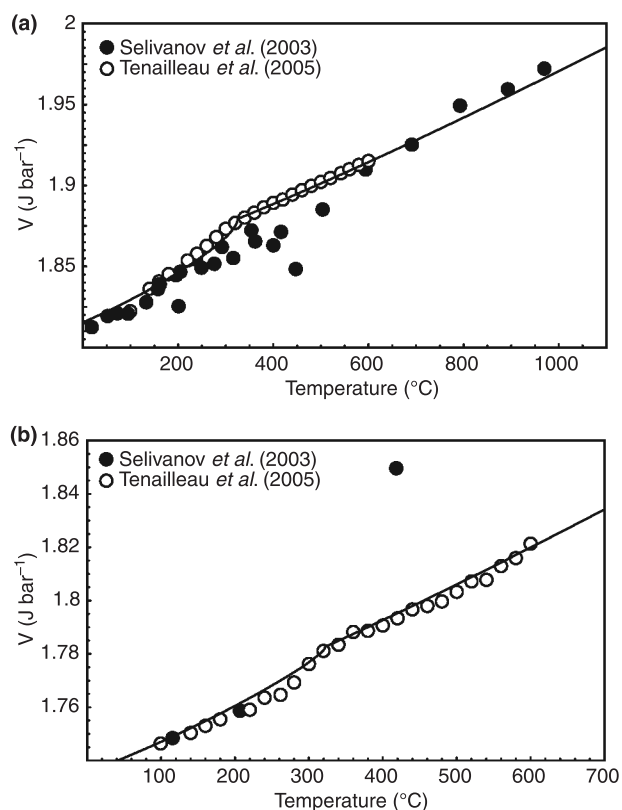 (a)
2
1.95
1.9
1.85
V (J bar⁻¹)
Selivanov et al. (2003)
Tenailleau et al. (2005)
200 400 600 800 1000
Temperature (°C)
(b)
1.86
1.84
1.82
1.8
1.78
1.76
V (J bar⁻¹)
Selivanov et al. (2003)
Tenailleau et al. (2005)
100 200 300 400 500 600 700
Temperature (°C)